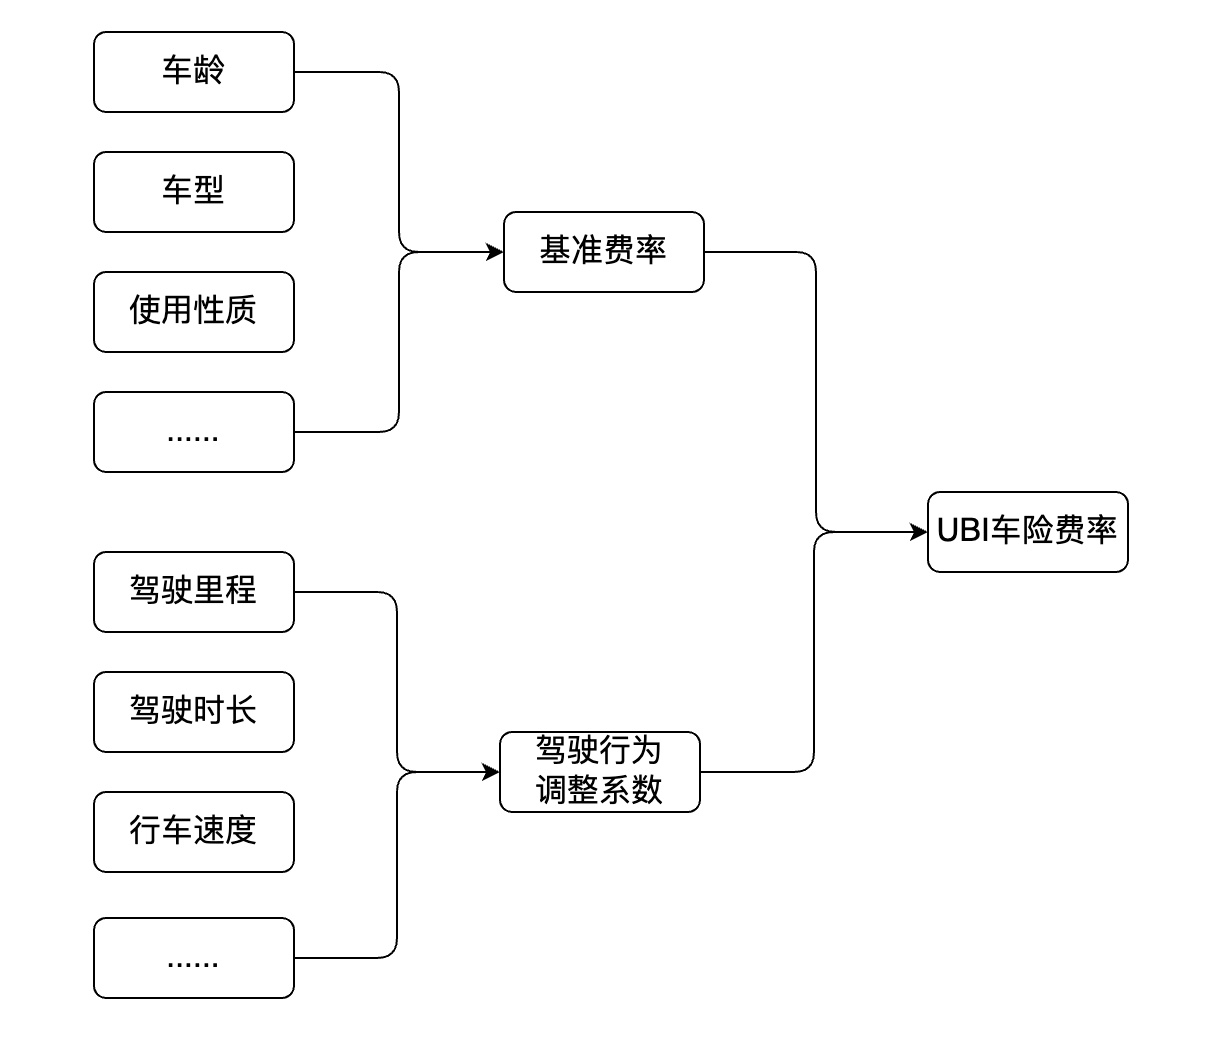 车龄
车型
使用性质
......
基准费率
驾驶里程
驾驶时长
行车速度
......
驾驶行为
调整系数
UBI车险费率